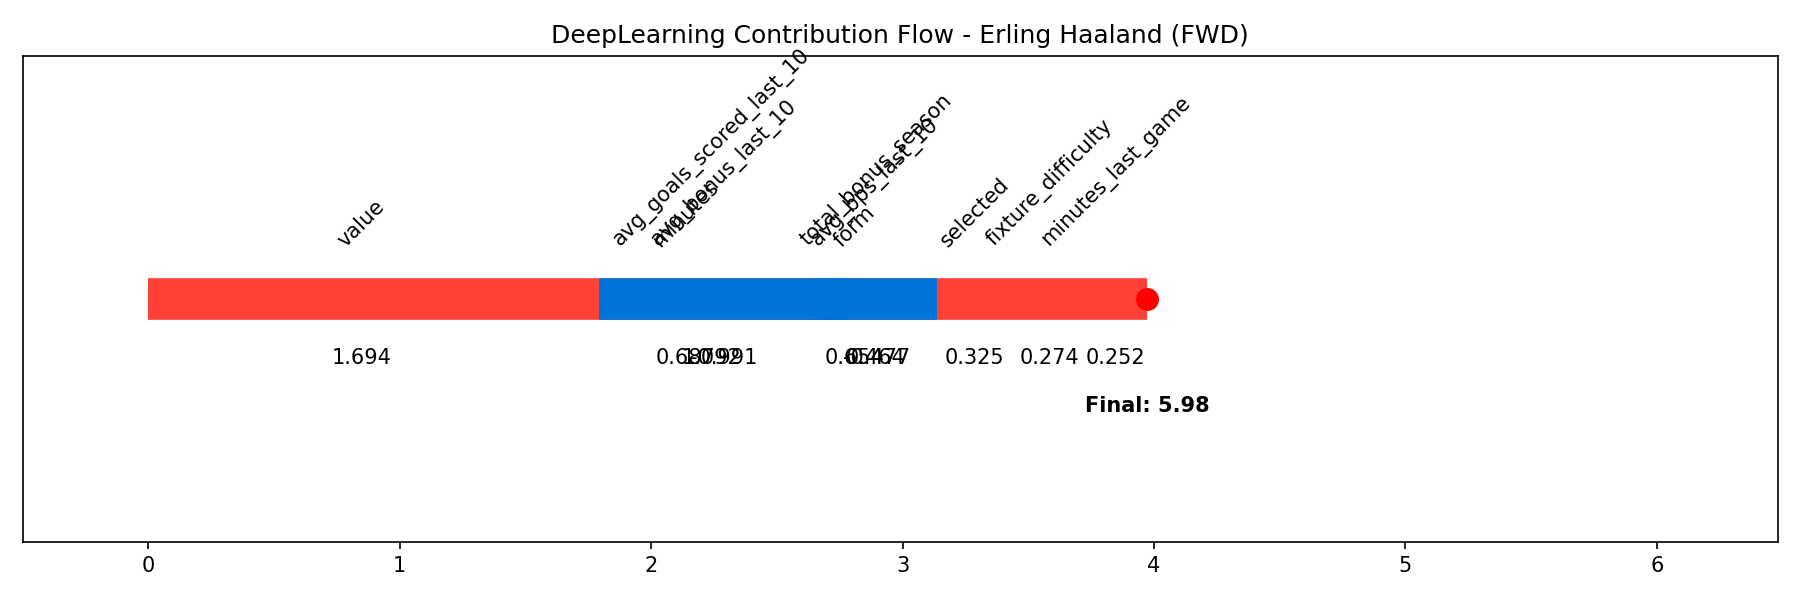 DeepLearning Contribution Flow - Erling Haaland (FWD)
value
avg_goals_scored_last_10
avg_bonus_last_10
minutes
total_bonus_season
avg_bps_last_10
form
selected
fixture_difficulty
minutes_last_game
1.694
0.325
0.274
0.252
Final: 5.98
0
1
2
3
4
5
6